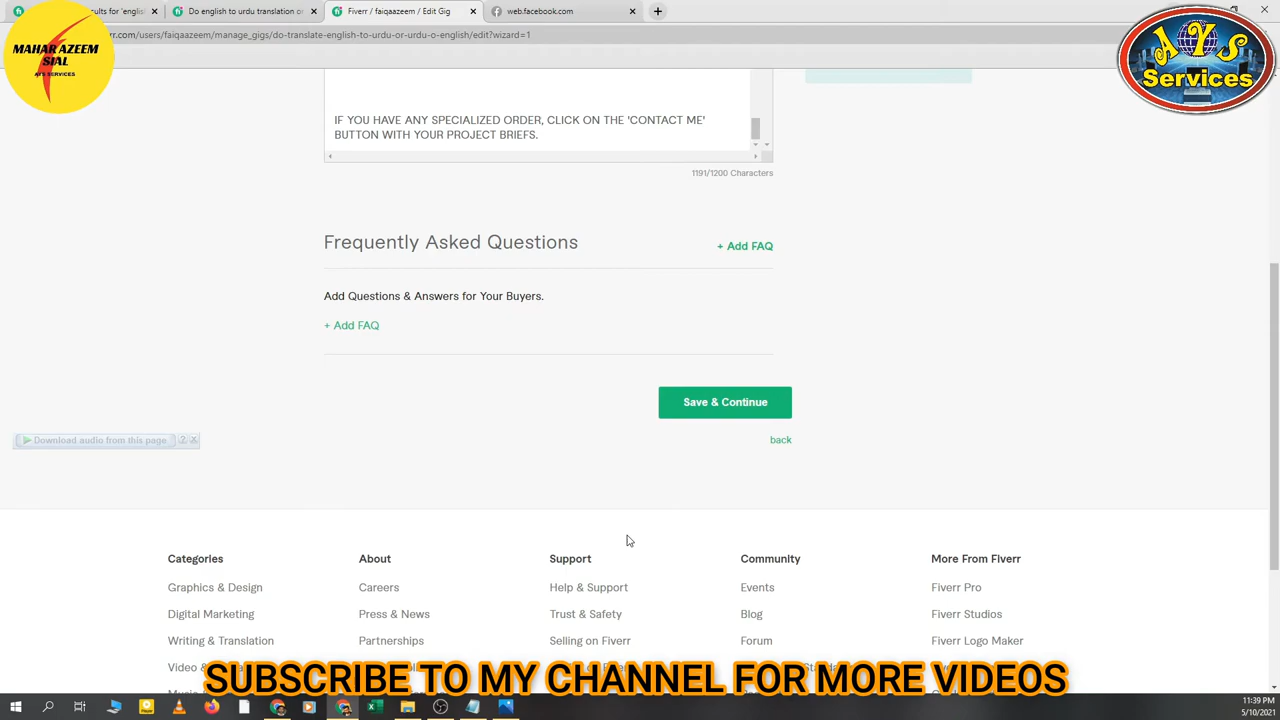 ults for 'english
Do english to urdu translation o
Fiverr / faiqaazeem / Edit Gig
web.facebook.com
rr.com/users/faiqaazeem/manage_gigs/do-translate-english-to-urdu-or-urdu-o-english/edit?wizard=1
MAHAR AZEEM
SIAL
AYS SERVICES
AYS
Services
IF YOU HAVE ANY SPECIALIZED ORDER, CLICK ON THE 'CONTACT ME'
BUTTON WITH YOUR PROJECT BRIEFS.
1191/1200 Characters
Frequently Asked Questions
+ Add FAQ
Add Questions & Answers for Your Buyers.
+ Add FAQ
Save & Continue
back
Download audio from this page ? X
Categories About Support Community More From Fiverr
Graphics & Design Careers Help & Support Events Fiverr Pro
Digital Marketing Press & News Trust & Safety Blog Fiverr Studios
Writing & Translation Partnerships Selling on Fiverr Forum Fiverr Logo Maker
Video &
SUBSCRIBE TO MY CHANNEL FOR MORE VIDEOS
11:39 PM
5/10/2021